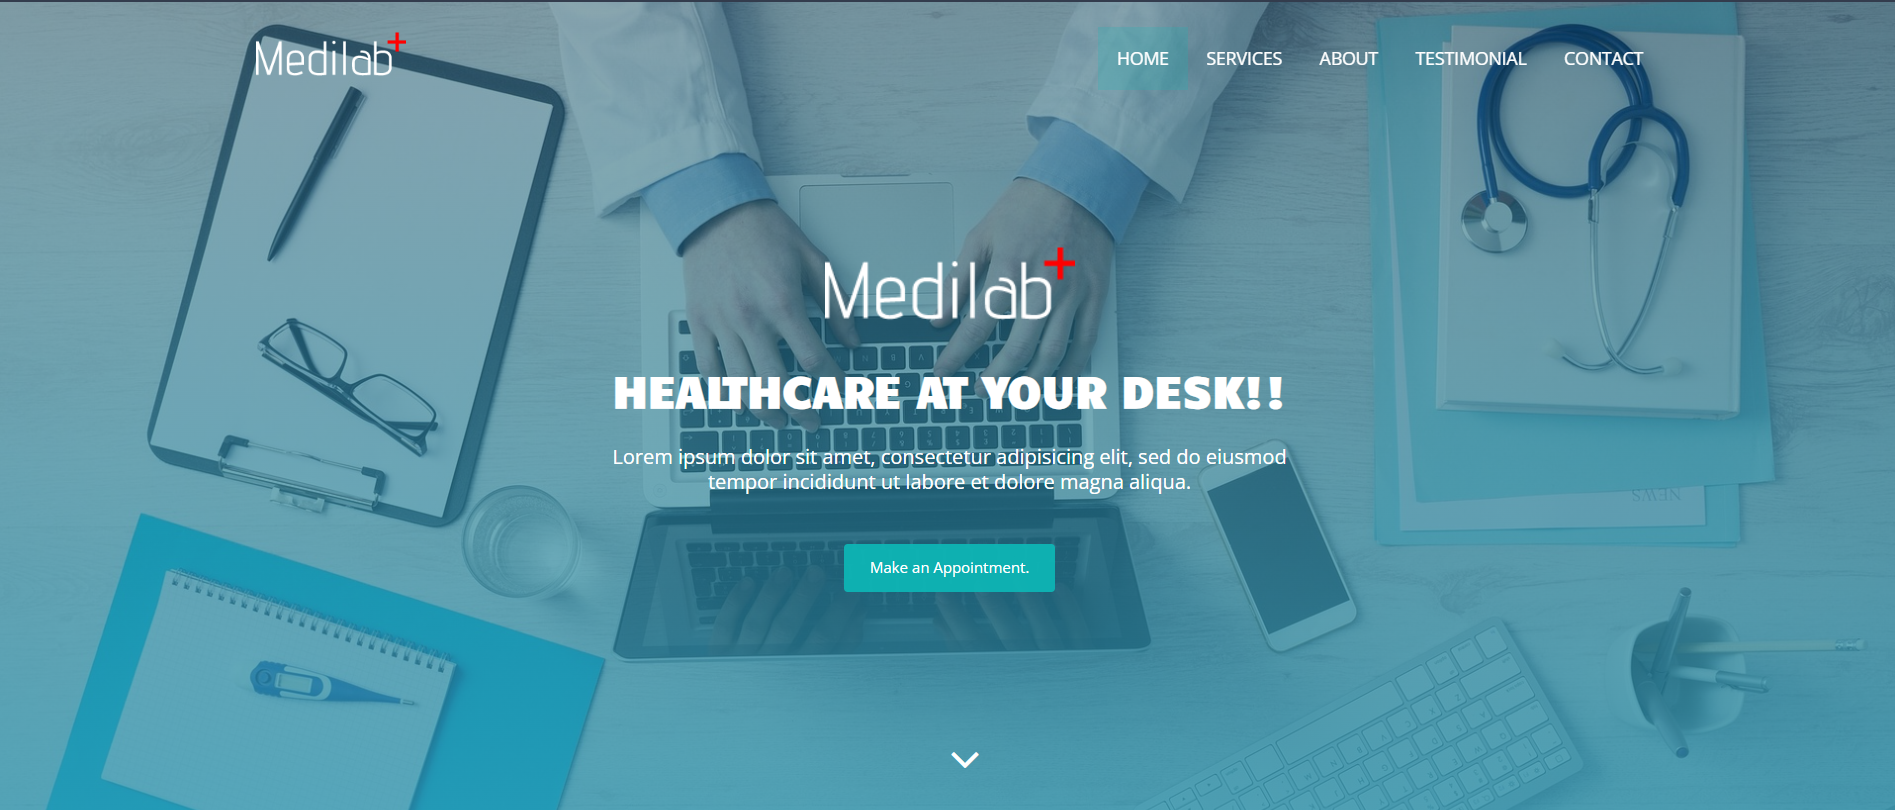 Medilab+
HOME SERVICES ABOUT TESTIMONIAL CONTACT
Medilab+
HEALTHCARE AT YOUR DESK!!
Lorem ipsum dolor sit amet, consectetur adipisicing elit, sed do eiusmod
tempor incididunt ut labore et dolore magna aliqua.
NEWS
Make an Appointment.